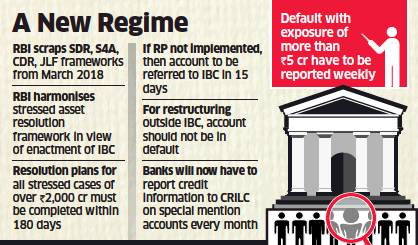 A New Regime
RBI scraps SDR, S4A,
CDR, JLF frameworks
from March 2018
RBI harmonises
stressed asset
resolution
framework in view
of enactment of IBC
Resolution plans for
all stressed cases of
over ₹2,000 cr must
be completed within
180 days
If RP not implemented,
then account to be
referred to IBC in 15
days
For restructuring
outside IBC, account
should not be in
default
Banks will now have to
report credit
information to CRILC
on special mention
accounts every month
Default with
exposure of
more than
₹5 cr have to be
reported weekly